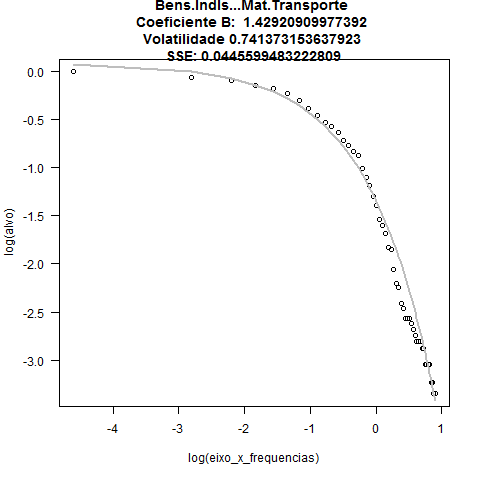 Bens.Indis...Mat.Transporte
Coeficiente B:  1.42920909977392
Volatilidade 0.741373153637923
SSE: 0.0445599483222809
0.0
-0.5
-1.0
-1.5
-2.0
-2.5
-3.0
log(alvo)
-4 -3 -2 -1 0 1
log(eixo_x_frequencias)